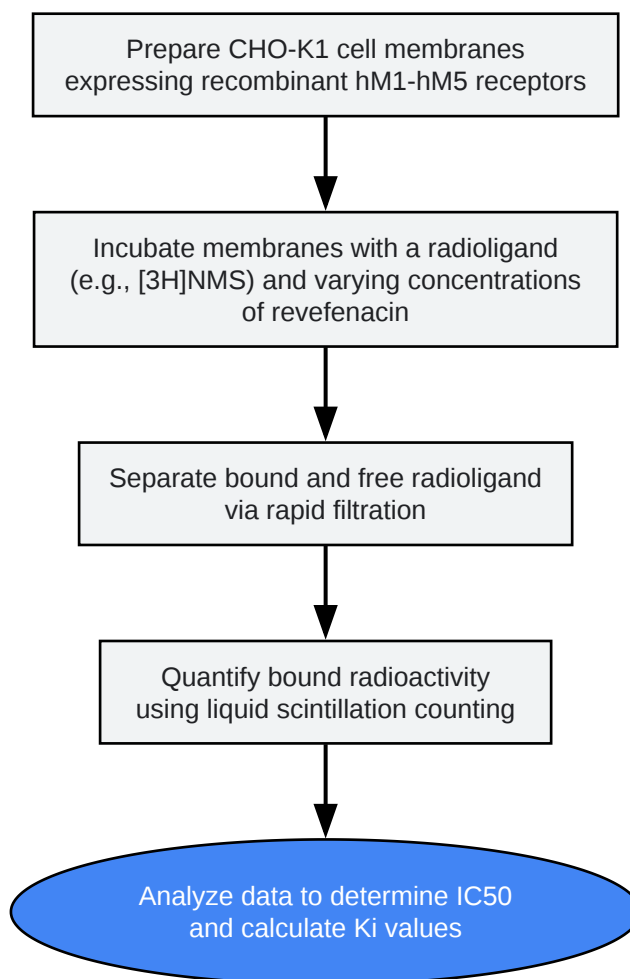 Prepare CHO-K1 cell membranes
expressing recombinant hM1-hM5 receptors
Incubate membranes with a radioligand
(e.g., [3H]NMS) and varying concentrations
of revefenacin
Separate bound and free radioligand
via rapid filtration
Quantify bound radioactivity
using liquid scintillation counting
Analyze data to determine IC50
and calculate Ki values